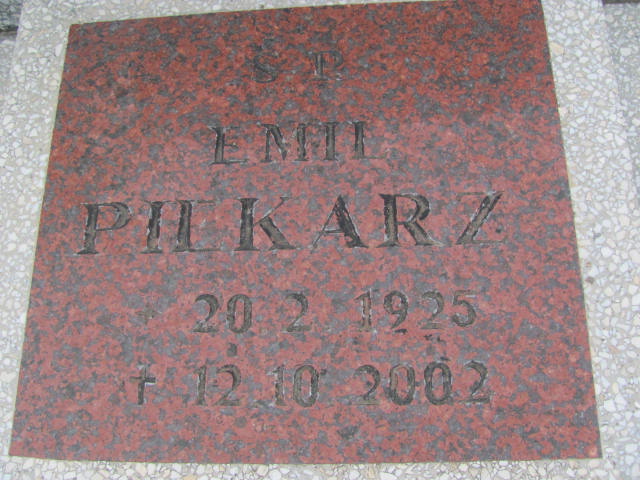 Ś P.
EMIL
PIEKARZ
* 20 2 1925
† 12.10 2002